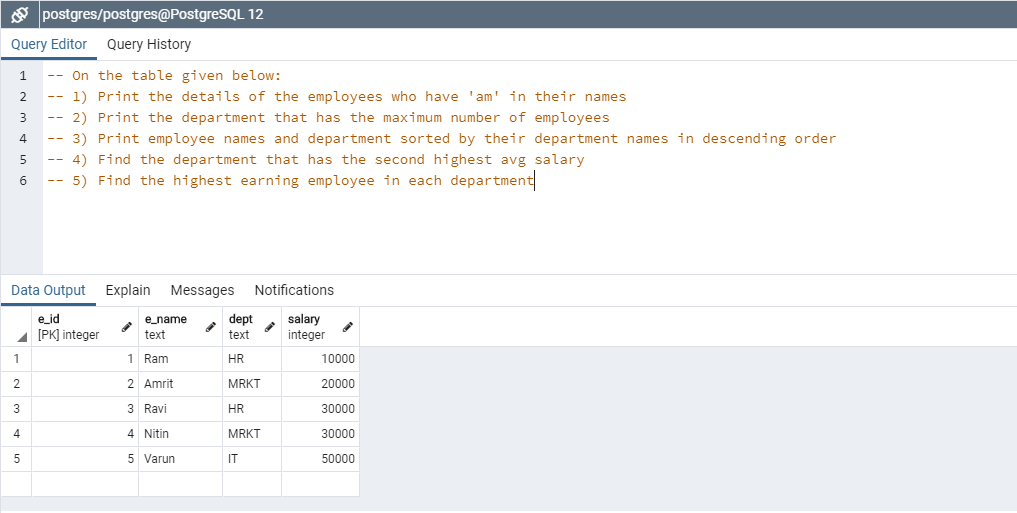 postgres/postgres@PostgreSQL 12
Query Editor Query History
1 -- On the table given below:
2 -- 1) Print the details of the employees who have 'am' in their names
3 -- 2) Print the department that has the maximum number of employees
4 -- 3) Print employee names and department sorted by their department names in descending order
5 -- 4) Find the department that has the second highest avg salary
6 -- 5) Find the highest earning employee in each department
Data Output Explain Messages Notifications
e_id e_name dept salary
[PK] integer text text integer
1 1 Ram HR 10000
2 2 Amrit MRKT 20000
3 3 Ravi HR 30000
4 4 Nitin MRKT 30000
5 5 Varun IT 50000